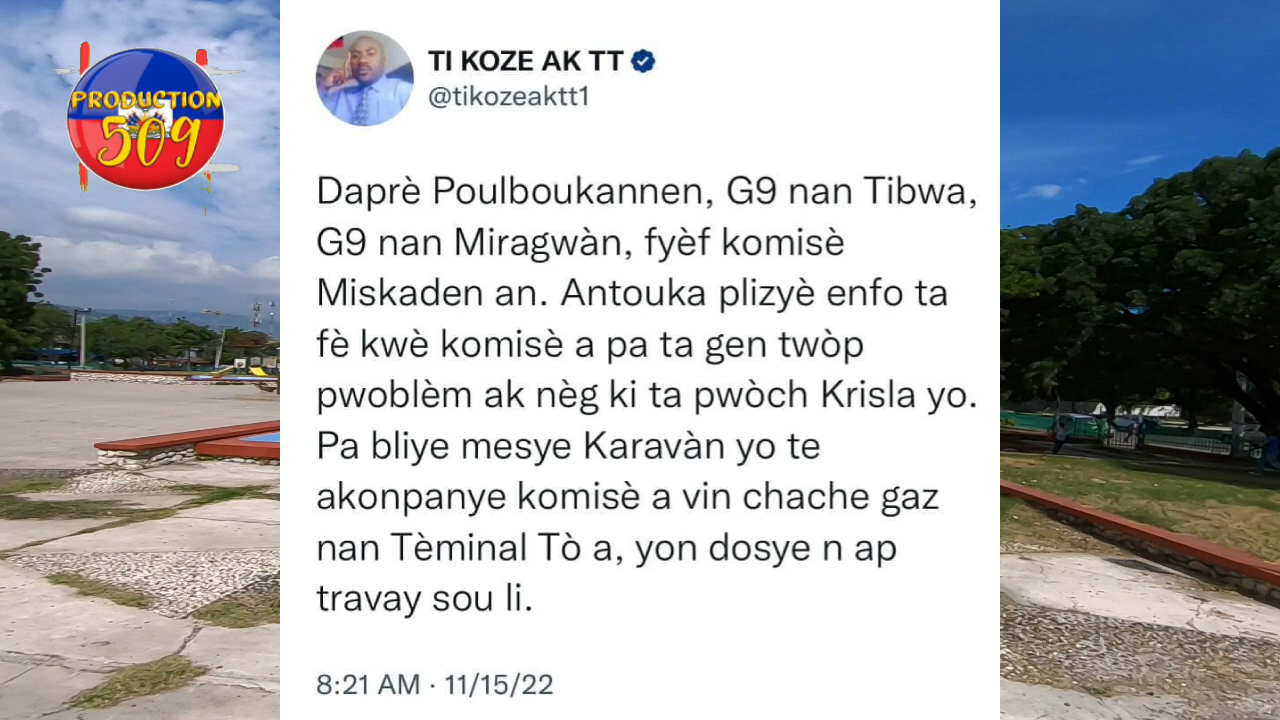 PRODUCTION
509
TI KOZE AK TT
@tikozeaktt1
Daprè Poulboukannen, G9 nan Tibwa,
G9 nan Miragwàn, fyèf komisè
Miskaden an. Antouka plizyè enfo ta
fè kwè komisè a pa ta gen twòp
pwoblèm ak nèg ki ta pwòch Krisla yo.
Pa bliye mesye Karavàn yo te
akonpanye komisè a vin chache gaz
nan Tèminal Tò a, yon dosye n ap
travay sou li.
8:21 AM · 11/15/22